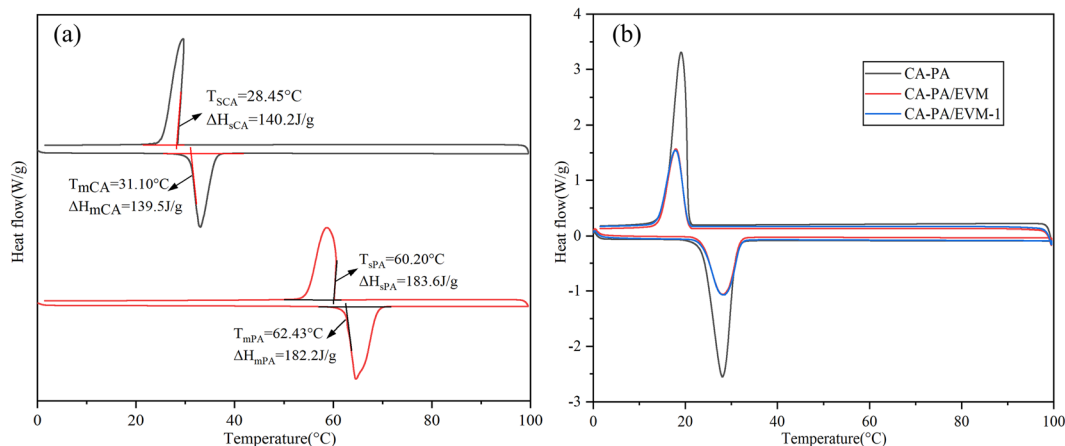 (a)
T_SCA=28.45°C
ΔH_sCA=140.2J/g
T_mCA=31.10°C
ΔH_mCA=139.5J/g
T_sPA=60.20°C
ΔH_sPA=183.6J/g
T_mPA=62.43°C
ΔH_mPA=182.2J/g
Heat flow(W/g)
0 20 40 60 80 100
Temperature(°C)
(b)
CA-PA
CA-PA/EVM
CA-PA/EVM-1
4
3
2
1
0
-1
-2
-3
Heat flow(W/g)
0 20 40 60 80 100
Temperature(°C)